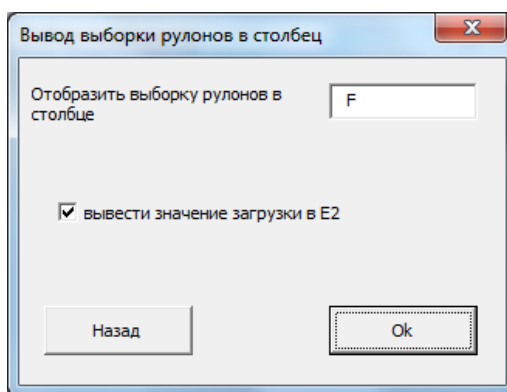 Вывод выборки рулонов в столбец
Отобразить выборку рулонов в
столбце
F
вывести значение загрузки в E2
Назад
Ok